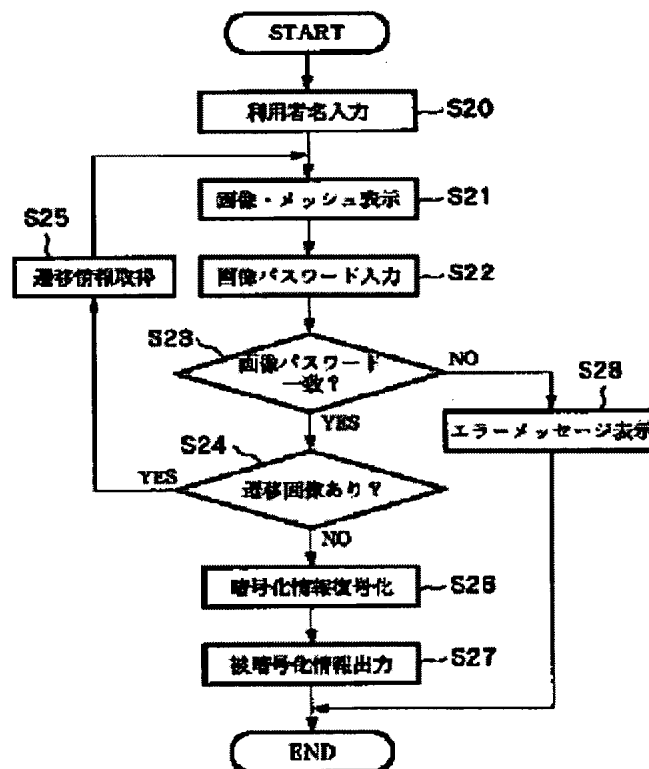 START
利用者名入力
S20
画像・メッシュ表示
S21
S25
遷移情報取得
画像パスワード入力
S22
S23
画像パスワード
一致?
NO
S28
エラーメッセージ表示
YES
S24
遷移画像あり?
YES
NO
暗号化情報復号化
S26
被暗号化情報出力
S27
END